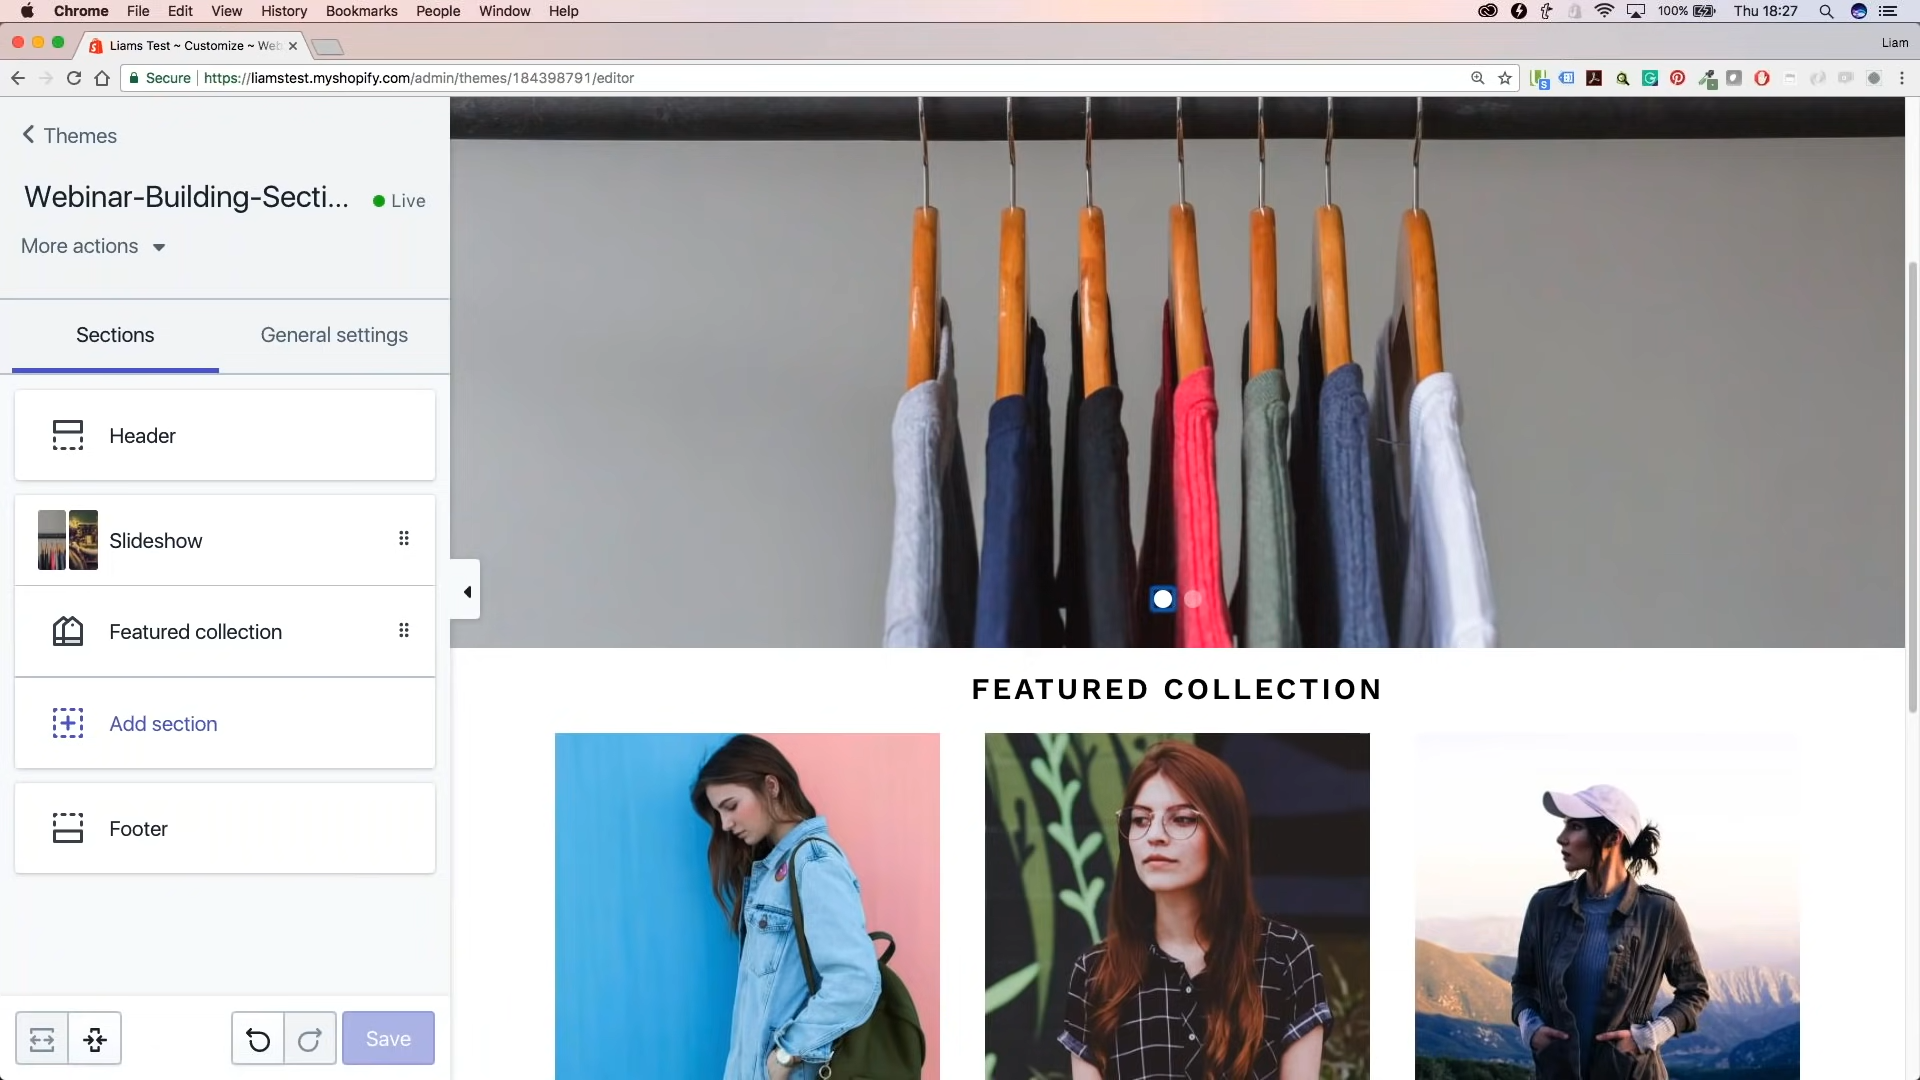 Chrome File Edit View History Bookmarks People Window Help
100% Thu 18:27
Liams Test ~ Customize ~ Web
Liam
Secure https://liamstest.myshopify.com/admin/themes/184398791/editor
Themes
Webinar-Building-Secti... Live
More actions
Sections General settings
Header
Slideshow
Featured collection
Add section
Footer
Save
FEATURED COLLECTION